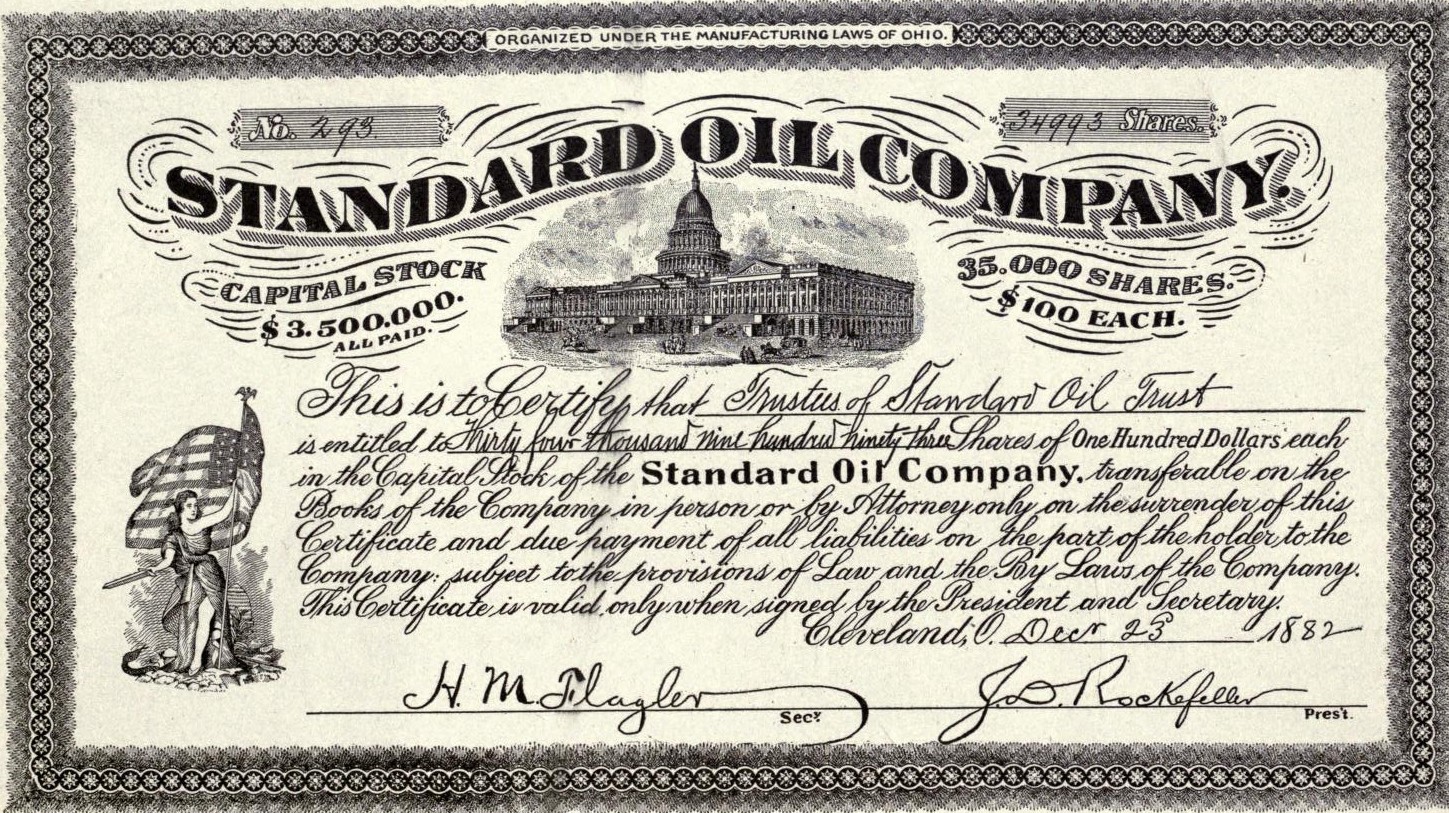 ORGANIZED UNDER THE MANUFACTURING LAWS OF OHIO.
No. 293
34993 Shares.
STANDARD OIL COMPANY.
CAPITAL STOCK
$3.500.000.
ALL PAID.
35.000 SHARES.
$100 EACH.
This is to Certify that Trustees of Standard Oil Trust
is entitled to Thirty four thousand nine hundred ninety three Shares of One Hundred Dollars each
in the Capital Stock of the Standard Oil Company, transferable on the
Books of the Company in person or by Attorney only on the surrender of this
Certificate and due payment of all liabilities on the part of the holder to the
Company: subject to the provisions of Law and the By Laws of the Company.
This Certificate is valid only when signed by the President and Secretary.
Cleveland, O. Decr 23 1882
H. M. Flagler
Secy
J. D. Rockefeller
Pres't.